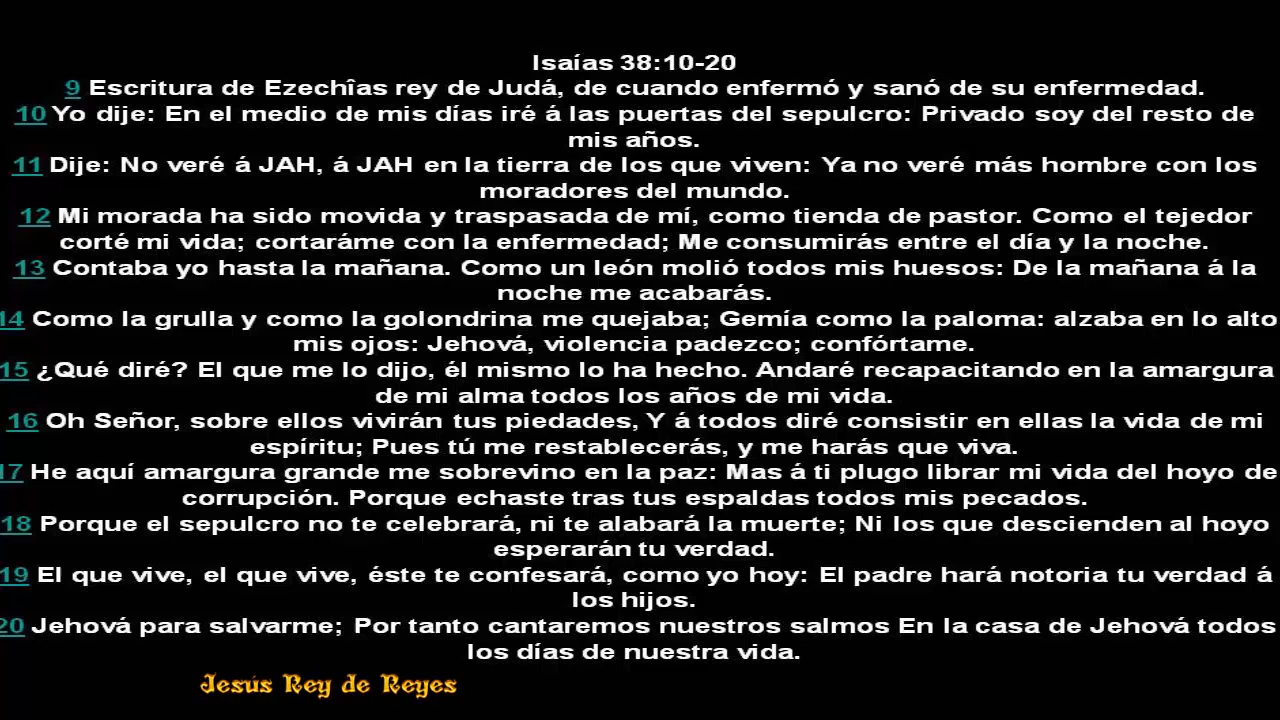 Isaías 38:10-20
9 Escritura de Ezechîas rey de Judá, de cuando enfermó y sanó de su enfermedad.
10 Yo dije: En el medio de mis días iré á las puertas del sepulcro: Privado soy del resto de
mis años.
11 Dije: No veré á JAH, á JAH en la tierra de los que viven: Ya no veré más hombre con los
moradores del mundo.
12 Mi morada ha sido movida y traspasada de mí, como tienda de pastor. Como el tejedor
corté mi vida; cortaráme con la enfermedad; Me consumirás entre el día y la noche.
13 Contaba yo hasta la mañana. Como un león molió todos mis huesos: De la mañana á la
noche me acabarás.
14 Como la grulla y como la golondrina me quejaba; Gemía como la paloma: alzaba en lo alto
mis ojos: Jehová, violencia padezco; confórtame.
15 ¿Qué diré? El que me lo dijo, él mismo lo ha hecho. Andaré recapacitando en la amargura
de mi alma todos los años de mi vida.
16 Oh Señor, sobre ellos vivirán tus piedades, Y á todos diré consistir en ellas la vida de mi
espíritu; Pues tú me restablecerás, y me harás que viva.
17 He aquí amargura grande me sobrevino en la paz: Mas á ti plugo librar mi vida del hoyo de
corrupción. Porque echaste tras tus espaldas todos mis pecados.
18 Porque el sepulcro no te celebrará, ni te alabará la muerte; Ni los que descienden al hoyo
esperarán tu verdad.
19 El que vive, el que vive, éste te confesará, como yo hoy: El padre hará notoria tu verdad á
los hijos.
20 Jehová para salvarme; Por tanto cantaremos nuestros salmos En la casa de Jehová todos
los días de nuestra vida.
Jesús Rey de Reyes